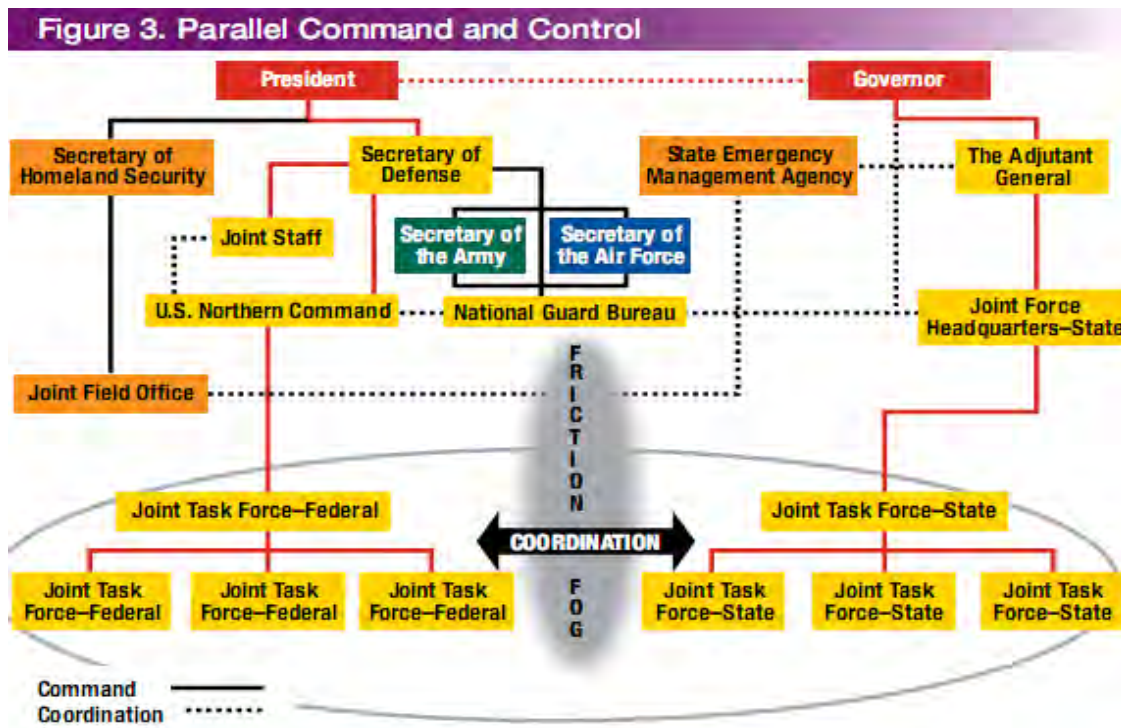 Figure 3. Parallel Command and Control
President
Governor
Secretary of
Homeland Security
Secretary of
Defense
State Emergency
Management Agency
The Adjutant
General
Joint Staff
Secretary of
the Army
Secretary of
the Air Force
U.S. Northern Command
National Guard Bureau
Joint Force
Headquarters–State
Joint Field Office
FRICTION
Joint Task Force–Federal
Joint Task Force–State
COORDINATION
Joint Task
Force–Federal
Joint Task
Force–Federal
Joint Task
Force–Federal
FOG
Joint Task
Force–State
Joint Task
Force–State
Joint Task
Force–State
Command
Coordination